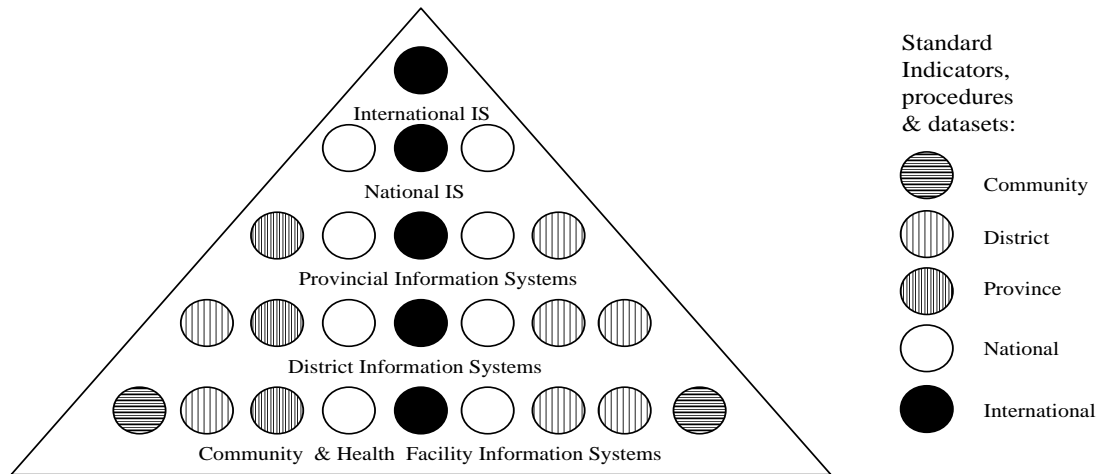 International IS
National IS
Provincial Information Systems
District Information Systems
Community & Health Facility Information Systems
Standard
Indicators,
procedures
& datasets:
Community
District
Province
National
International